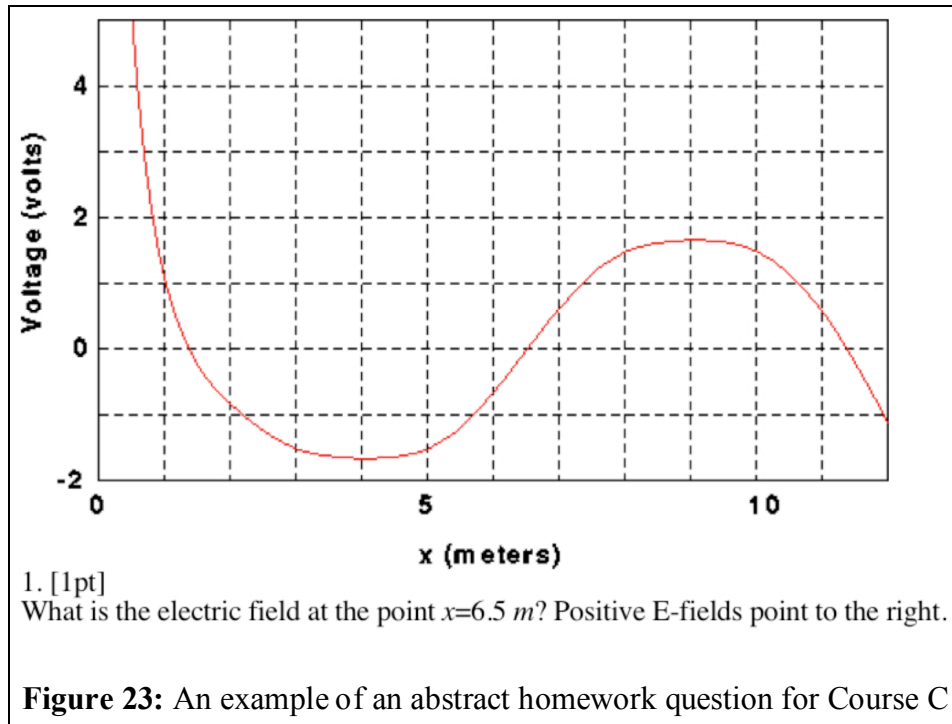 4
2
0
-2
Voltage (volts)
0
5
10
x (meters)
1. [1pt]
What is the electric field at the point x=6.5 m? Positive E-fields point to the right.
Figure 23: An example of an abstract homework question for Course C